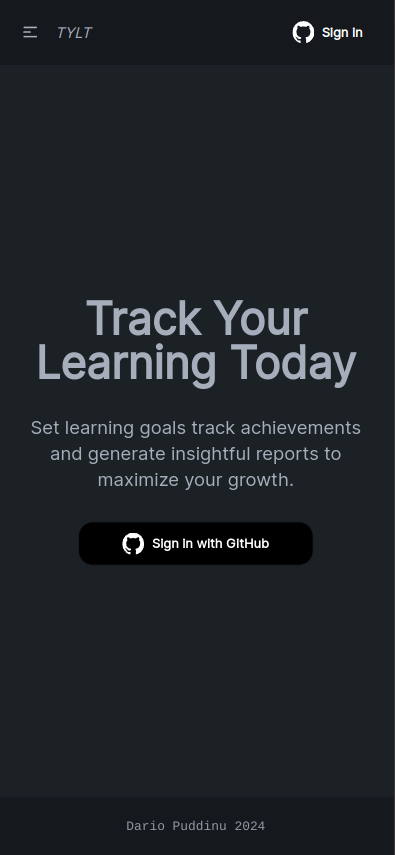 TYLT
Sign in
Track Your
Learning Today
Set learning goals track achievements
and generate insightful reports to
maximize your growth.
Sign in with GitHub
Dario Puddinu 2024